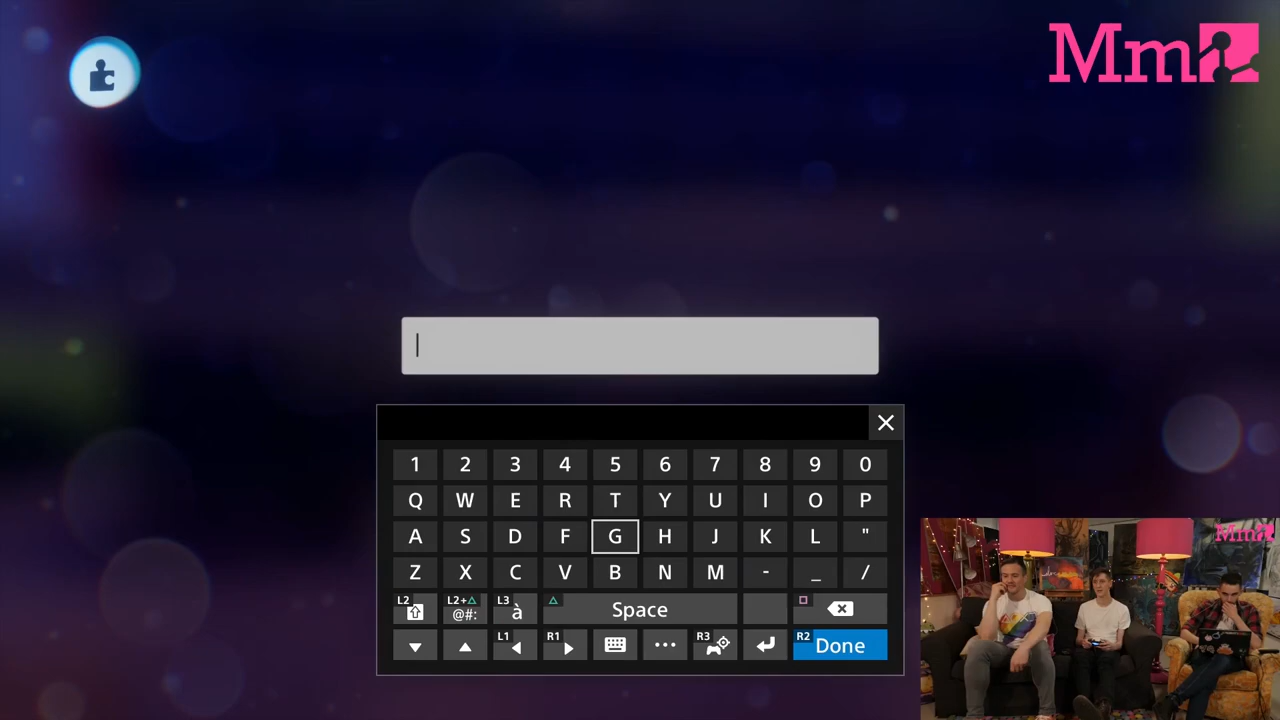 Mm
1 2 3 4 5 6 7 8 9 0
Q W E R T Y U I O P
A S D F G H J K L "
Z X C V B N M - _ /
L2 L2+△ @#: L3 à △ Space □
L1 R1 ... R3 R2 Done
Mm